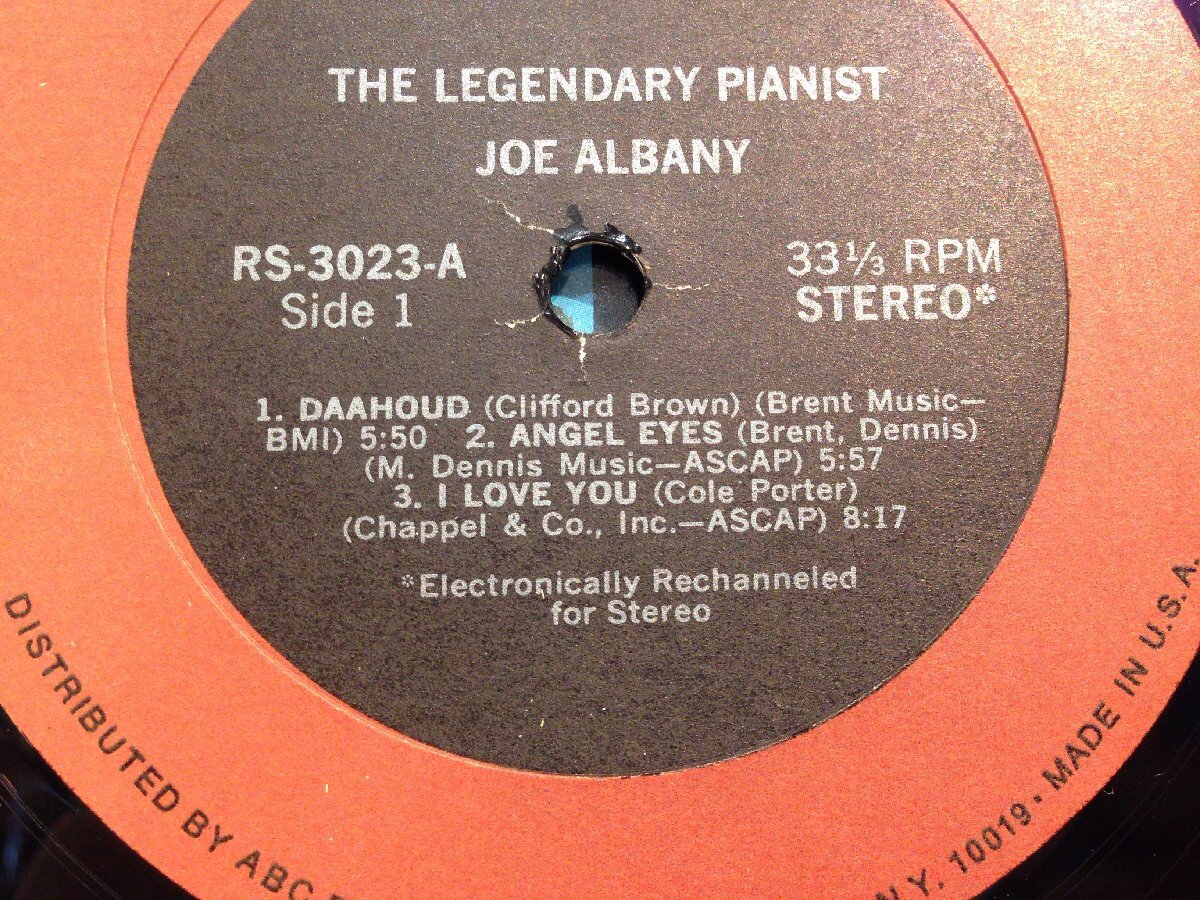 THE LEGENDARY PIANIST
JOE ALBANY
RS-3023-A
Side 1
33⅓ RPM
STEREO*
1. DAAHOUD (Clifford Brown) (Brent Music—
BMI) 5:50 2. ANGEL EYES (Brent, Dennis)
(M. Dennis Music—ASCAP) 5:57
3. I LOVE YOU (Cole Porter)
(Chappel & Co., Inc.—ASCAP) 8:17
*Electronically Rechanneled
for Stereo
DISTRIBUTED BY ABC
N.Y. 10019 • MADE IN U.S.A.